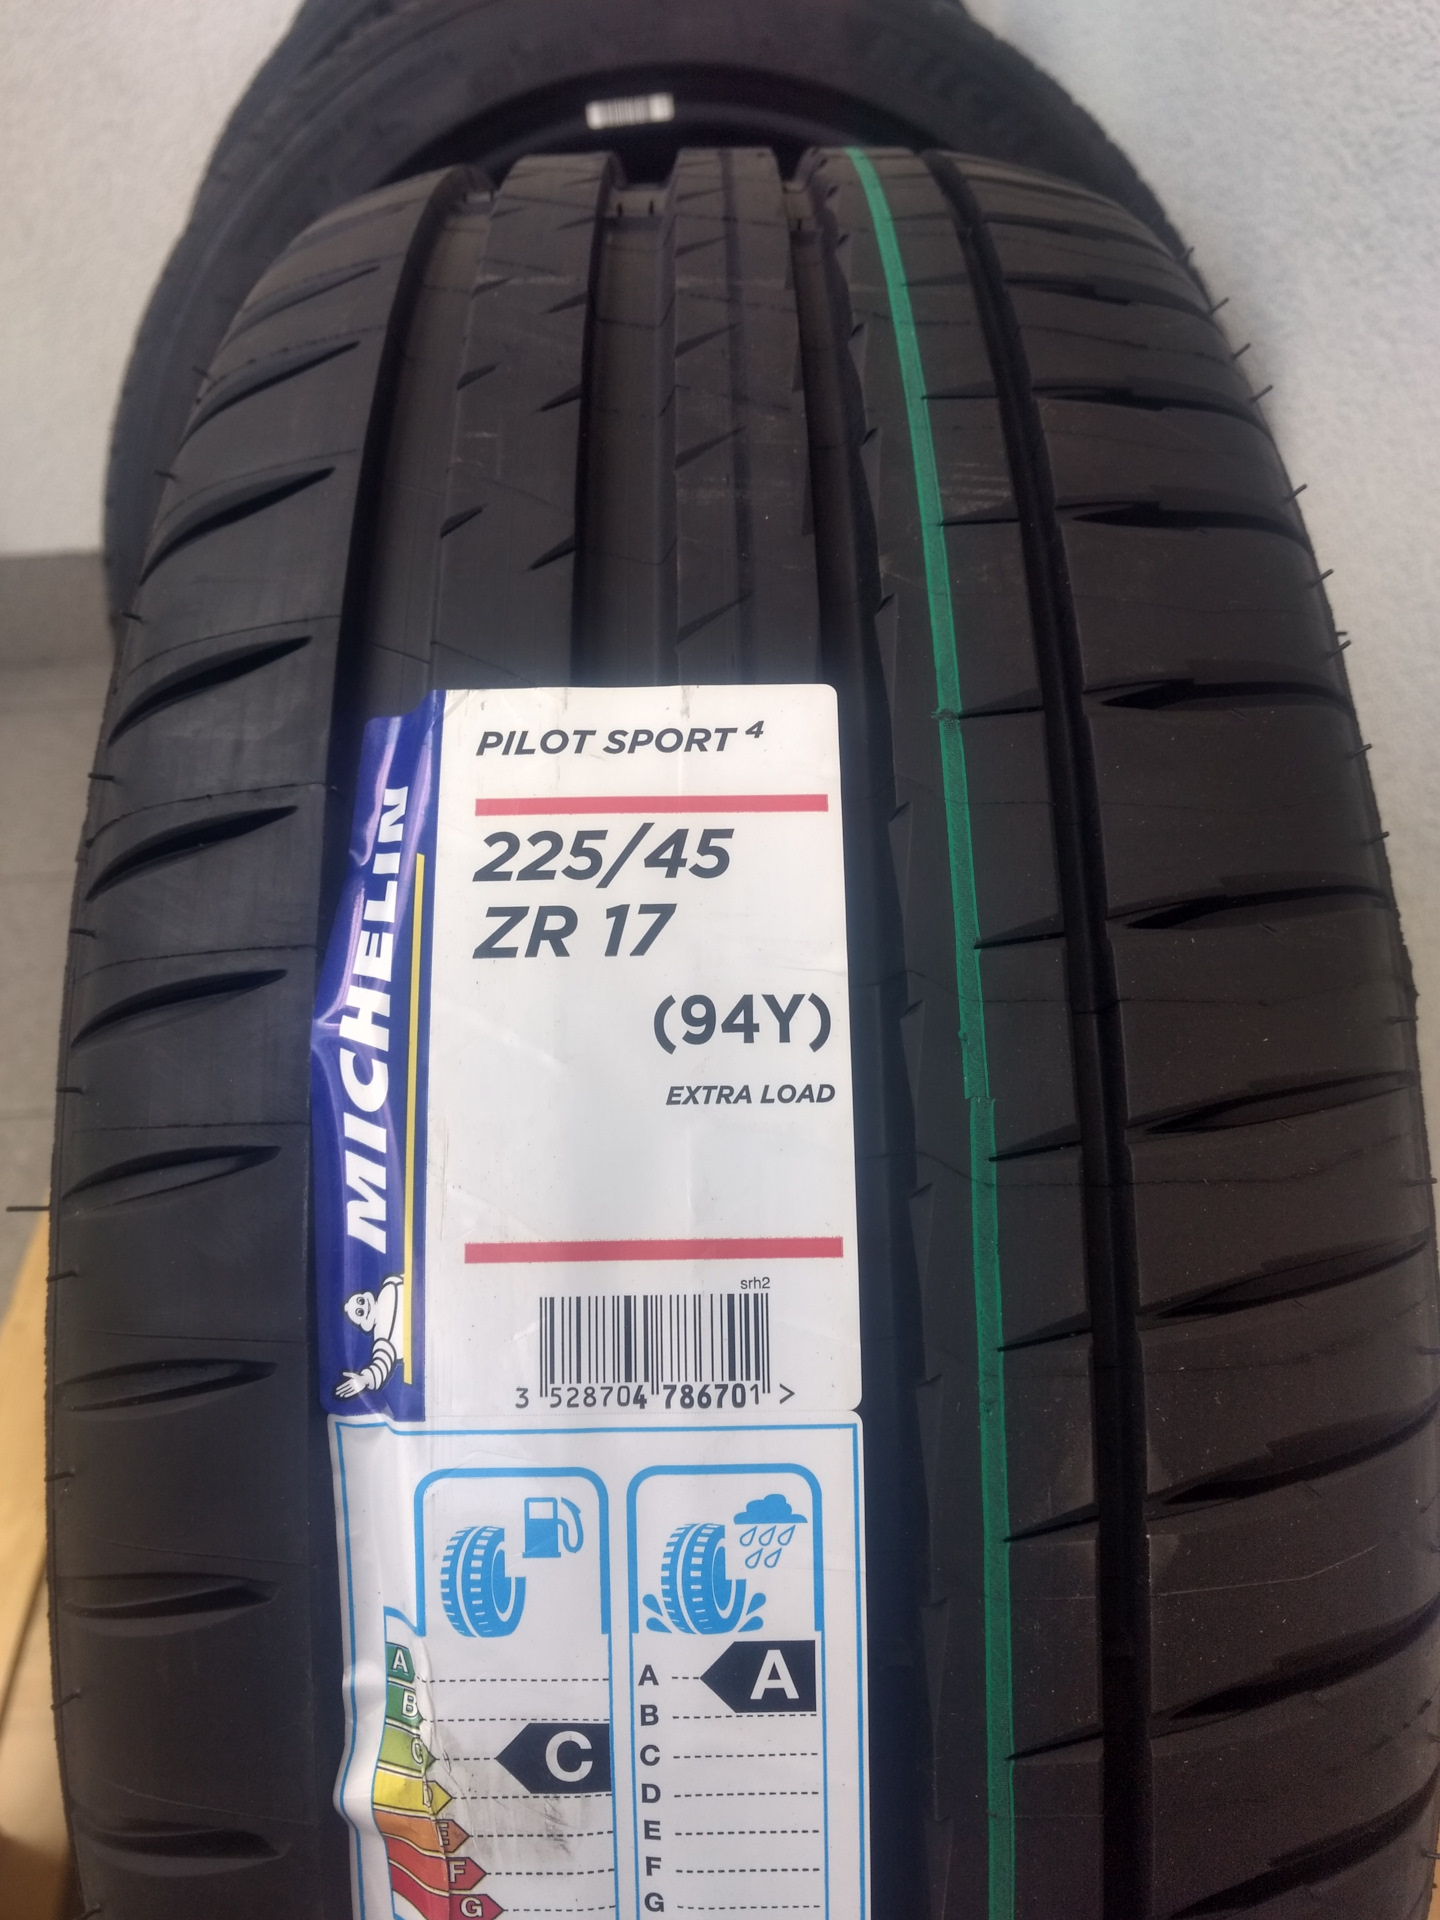 MICHELIN
PILOT SPORT 4
225/45
ZR 17
(94Y)
EXTRA LOAD
srh2
3 528704 786701 >
A
B
C
D
E
F
G
C
A
B
C
D
E
F
G
A